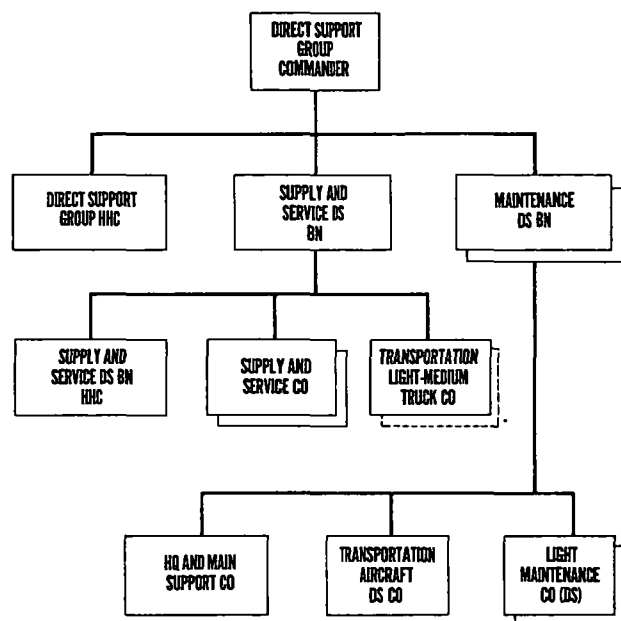 DIRECT SUPPORT
GROUP
COMMANDER
DIRECT SUPPORT
GROUP HHC
SUPPLY AND
SERVICE DS
BN
MAINTENANCE
DS BN
SUPPLY AND
SERVICE DS BN
HHC
SUPPLY AND
SERVICE CO
TRANSPORTATION
LIGHT-MEDIUM
TRUCK CO
HQ AND MAIN
SUPPORT CO
TRANSPORTATION
AIRCRAFT
DS CO
LIGHT
MAINTENANCE
CO (DS)